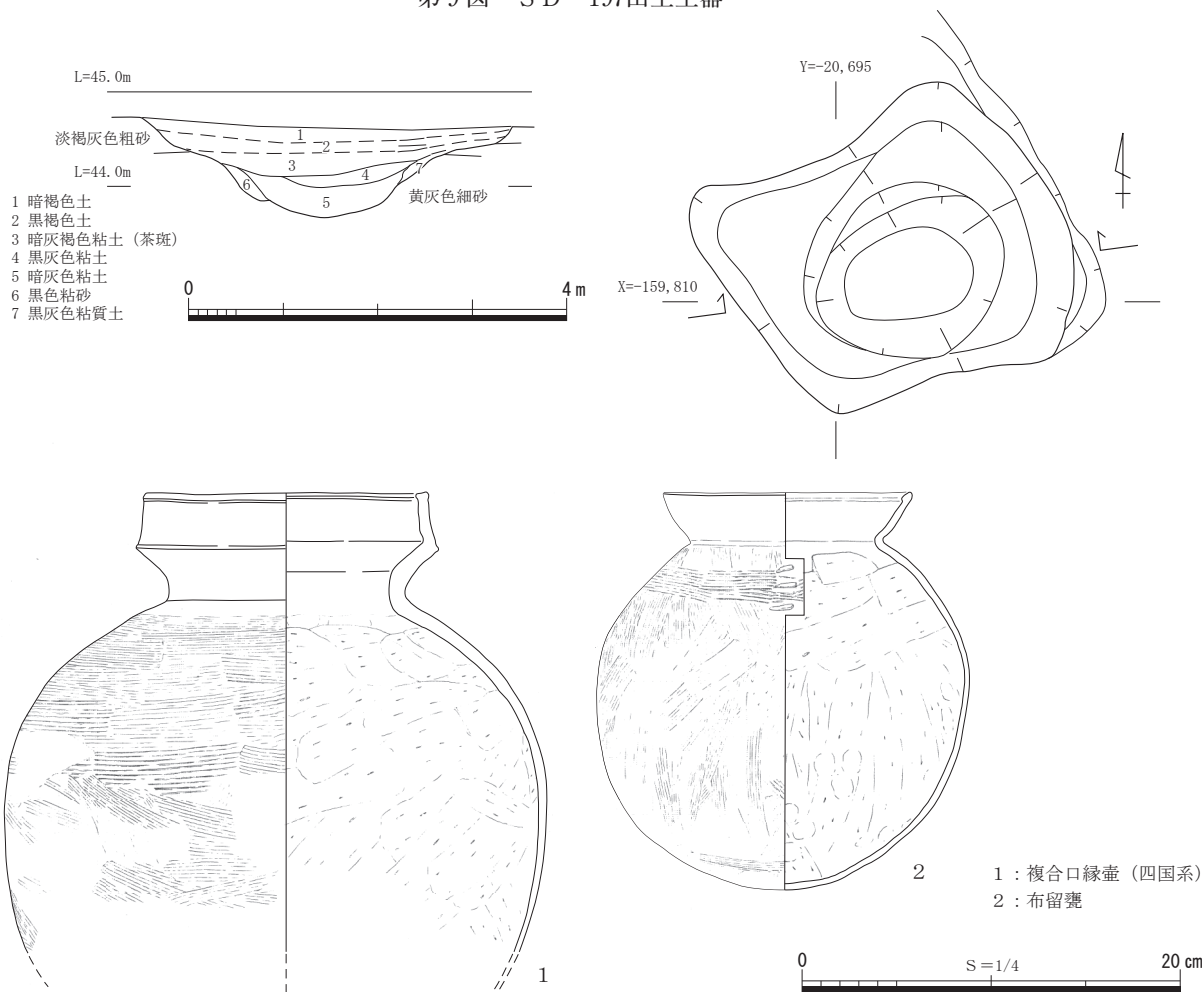 L=45.0m
淡褐灰色粗砂
L=44.0m
黄灰色細砂
1
2
3
4
5
6
7
1 暗褐色土
2 黒褐色土
3 暗灰褐色粘土（茶斑）
4 黒灰色粘土
5 暗灰色粘土
6 黒色粘砂
7 黒灰色粘質土
0 4 m
Y=-20,695
X=-159,810
1
2
1：複合口縁壷（四国系）
2：布留甕
0 S＝1/4 20 cm